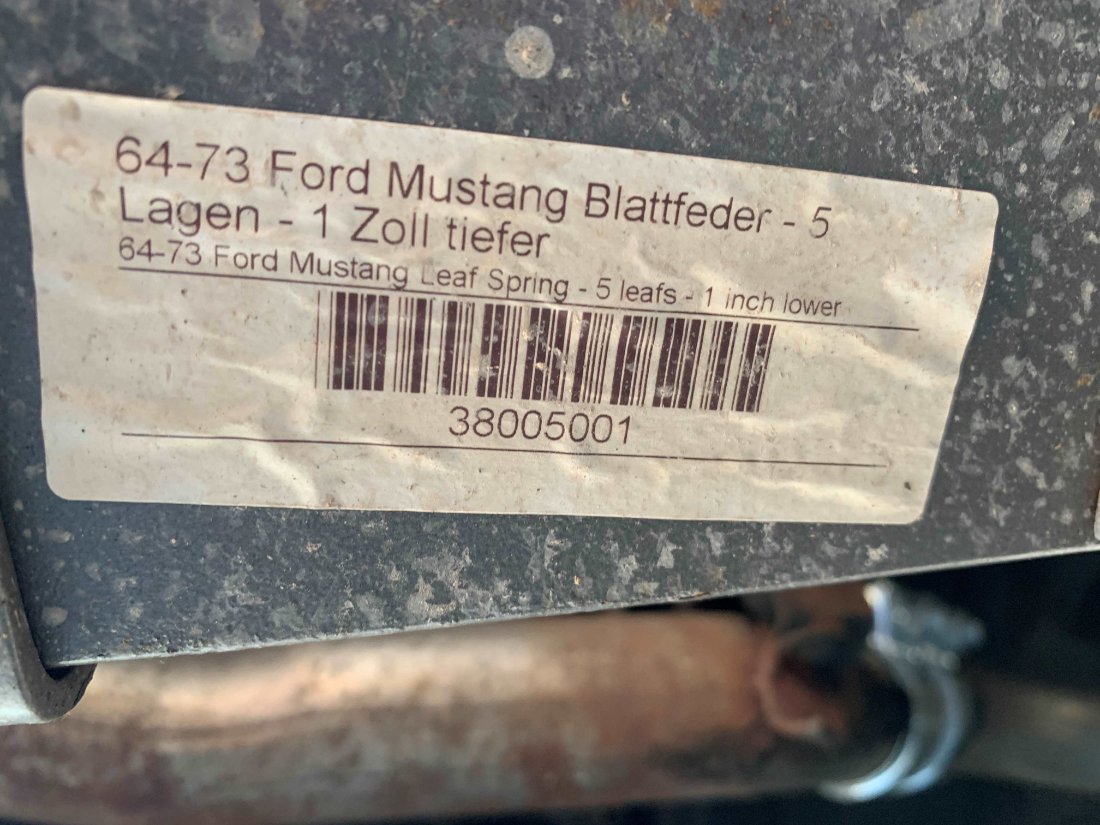 64-73 Ford Mustang Blattfeder - 5
Lagen - 1 Zoll tiefer
64-73 Ford Mustang Leaf Spring - 5 leafs - 1 inch lower
38005001